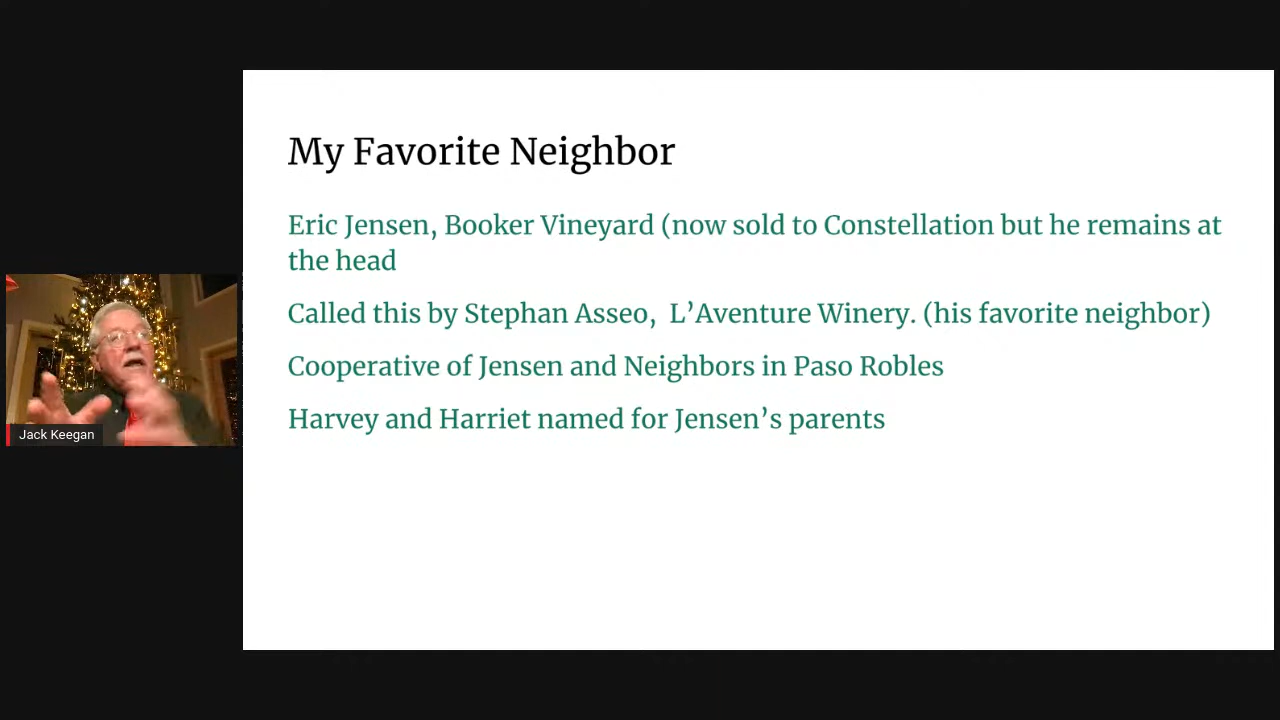 My Favorite Neighbor
Eric Jensen, Booker Vineyard (now sold to Constellation but he remains at
the head
Called this by Stephan Asseo,  L’Aventure Winery. (his favorite neighbor)
Cooperative of Jensen and Neighbors in Paso Robles
Harvey and Harriet named for Jensen’s parents
Jack Keegan